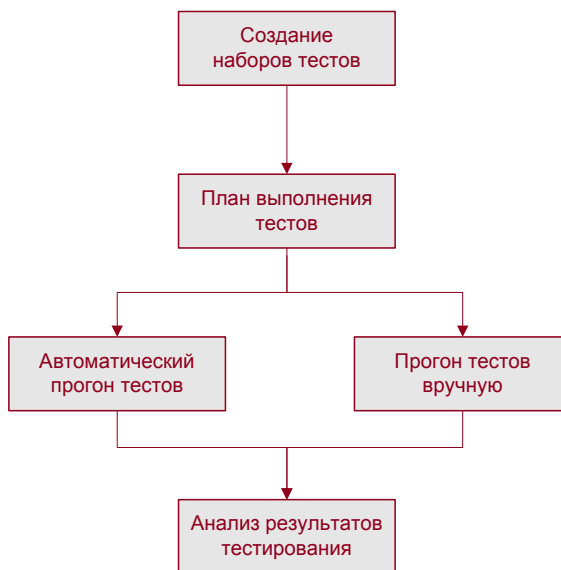 Создание
наборов тестов
План выполнения
тестов
Автоматический
прогон тестов
Прогон тестов
вручную
Анализ результатов
тестирования